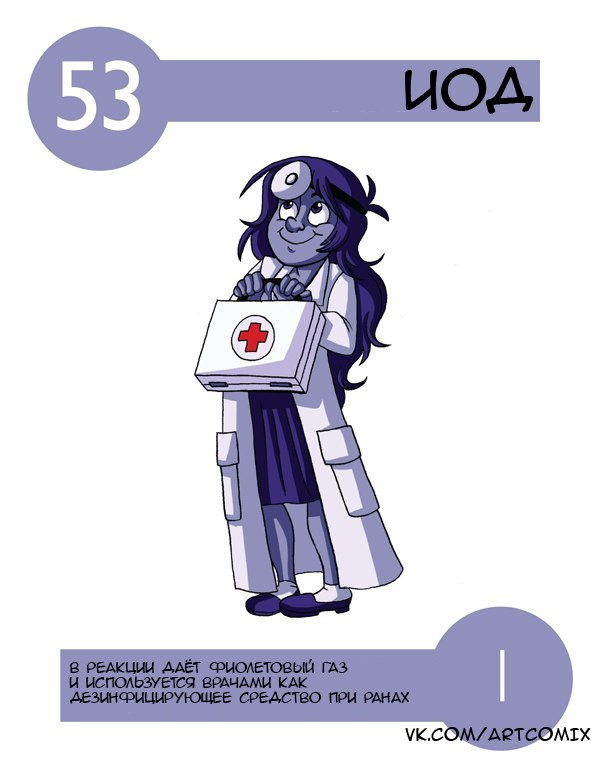 53
ИОД
В РЕАКЦИИ ДАЁТ ФИОЛЕТОВЫЙ ГАЗ
И ИСПОЛЬЗУЕТСЯ ВРАЧАМИ КАК
ДЕЗИНФИЦИРУЮЩЕЕ СРЕДСТВО ПРИ РАНАХ
I
VK.COM/ARTCOMIX